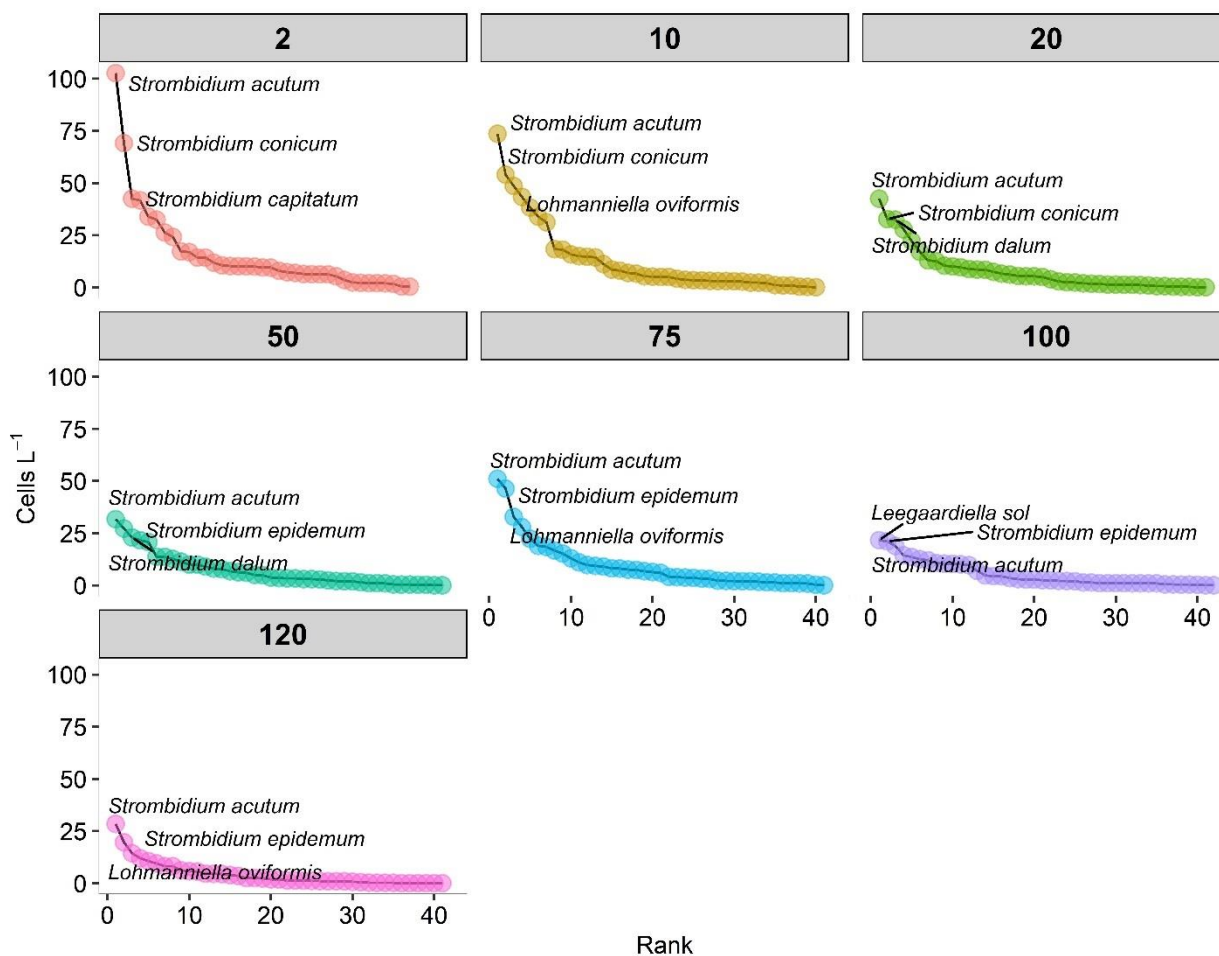 2
10
20
100
75
50
25
0
Strombidium acutum
Strombidium conicum
Strombidium capitatum
Strombidium acutum
Strombidium conicum
Lohmanniella oviformis
Strombidium acutum
Strombidium conicum
Strombidium dalum
50
75
100
Cells L⁻¹
100
75
50
25
0
Strombidium acutum
Strombidium epidemum
Strombidium dalum
Strombidium acutum
Strombidium epidemum
Lohmanniella oviformis
0 10 20 30 40
Leegaardiella sol
Strombidium epidemum
Strombidium acutum
0 10 20 30 40
120
100
75
50
25
0
Strombidium acutum
Strombidium epidemum
Lohmanniella oviformis
0 10 20 30 40
Rank